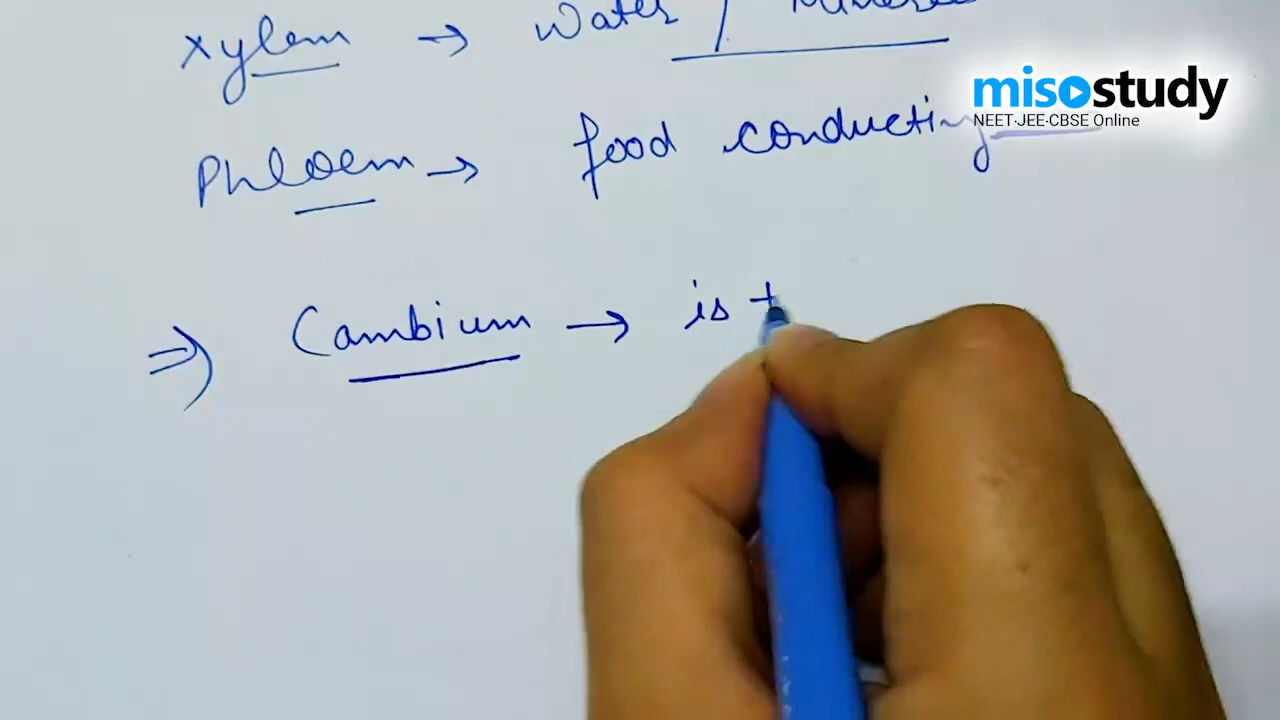 xylem → Water /
misostudy
NEET-JEE-CBSE Online
Phloem → food conducting
⇒ Cambium → is t